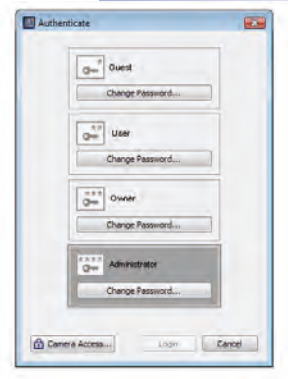 Authenticate
Guest
Change Password...
User
Change Password...
Owner
Change Password...
Administrator
Change Password...
Camera Access...
Login
Cancel